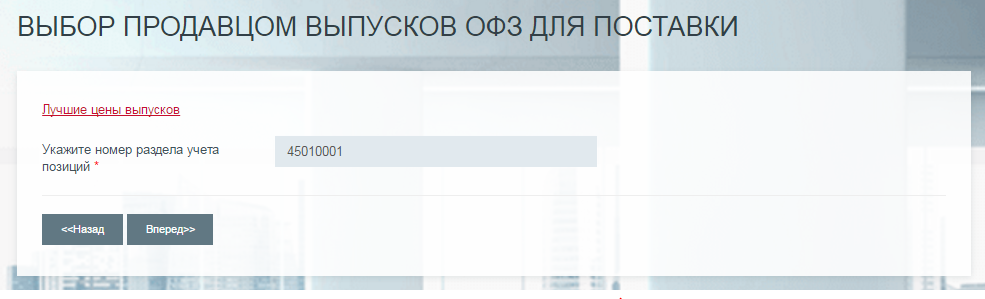 ВЫБОР ПРОДАВЦОМ ВЫПУСКОВ ОФЗ ДЛЯ ПОСТАВКИ
Лучшие цены выпусков
Укажите номер раздела учета
позиций *
45010001
<<Назад
Вперед>>